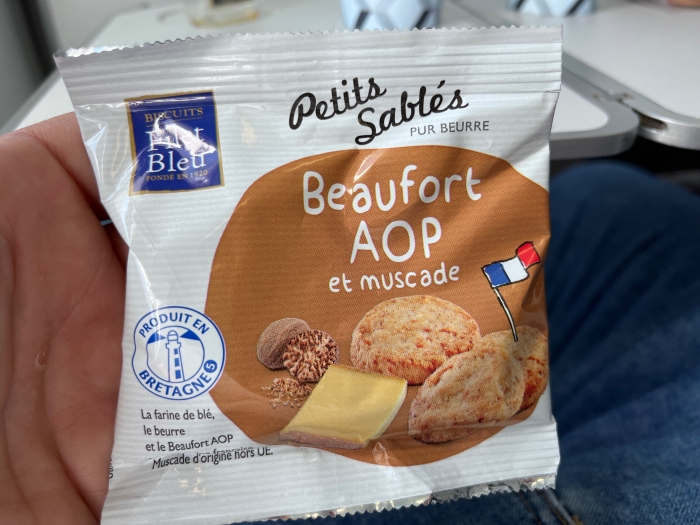 Petits
Sablés
PUR BEURRE
BISCUITS
Filet
Bleu
FONDÉ EN 1920
Beaufort
AOP
et muscade
PRODUIT EN
BRETAGNE
La farine de blé,
le beurre
et le Beaufort AOP
Muscade d'origine hors UE.